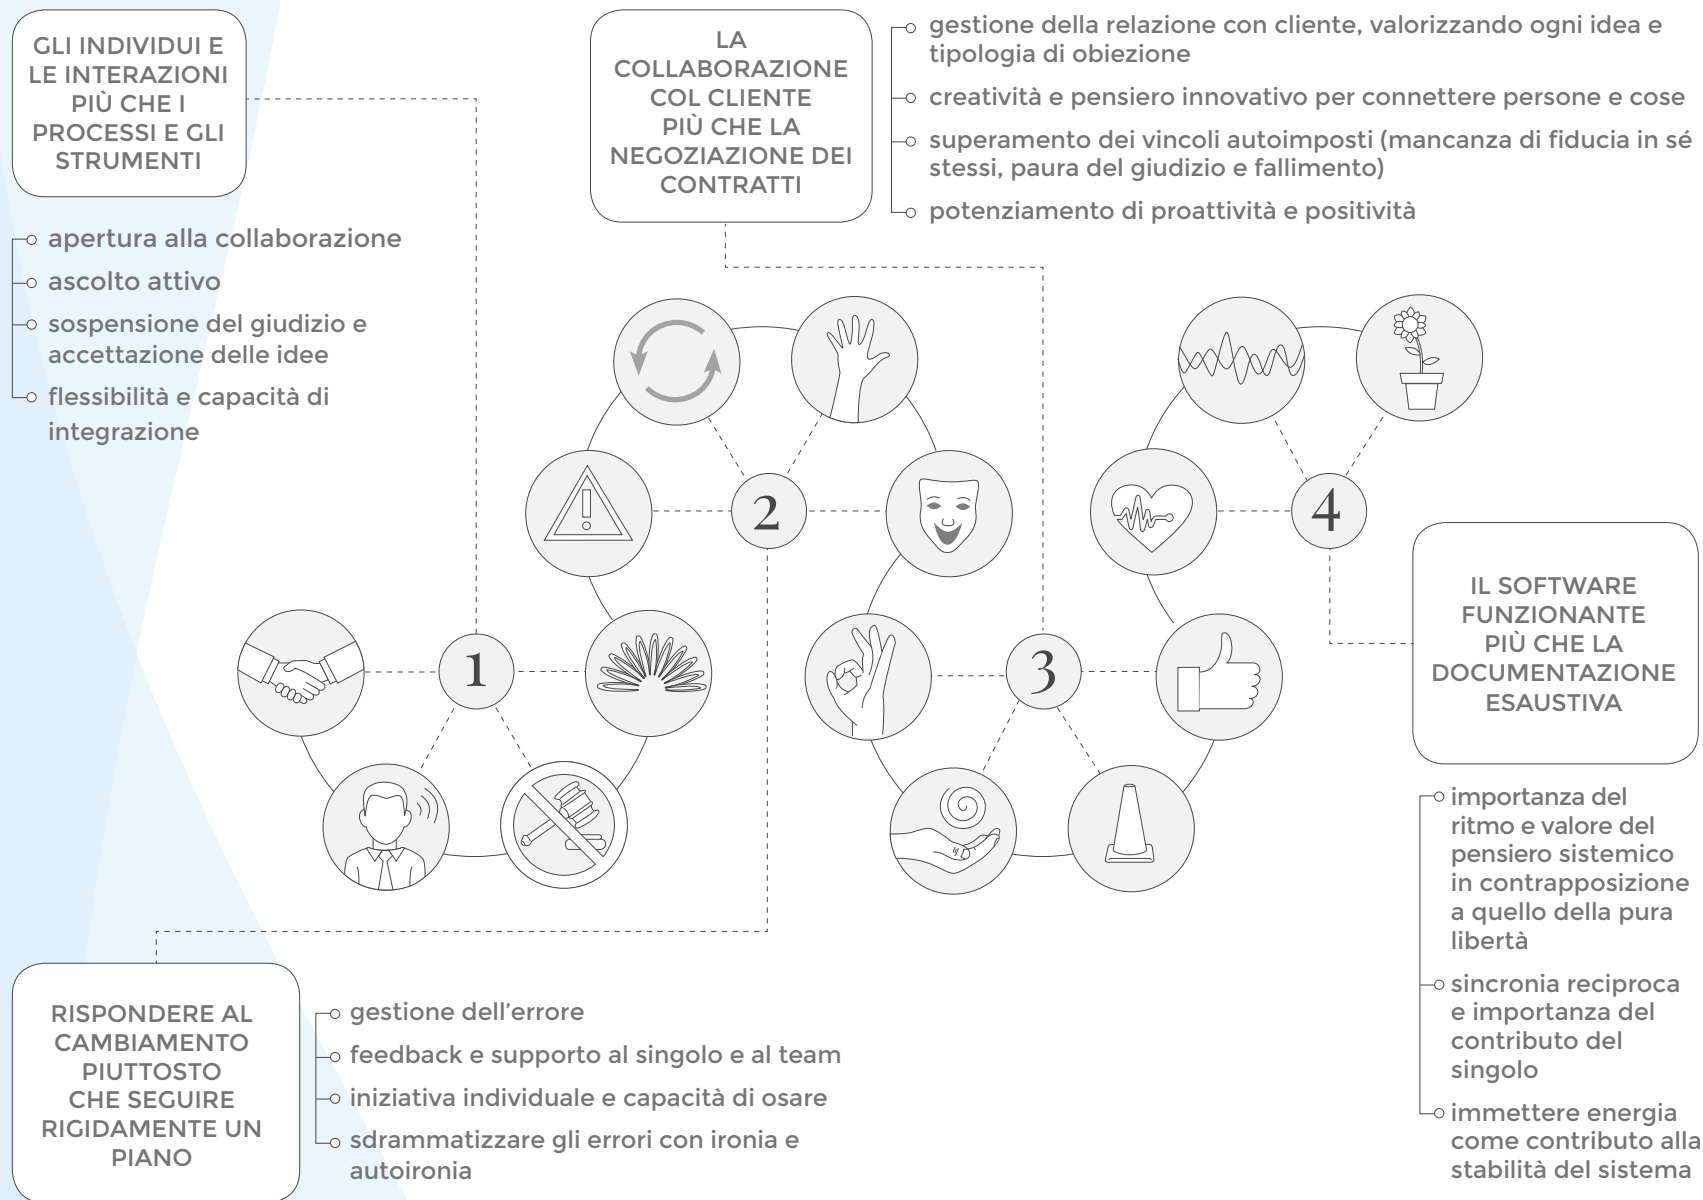 GLI INDIVIDUI E
LE INTERAZIONI
PIÙ CHE I
PROCESSI E GLI
STRUMENTI
apertura alla collaborazione
ascolto attivo
sospensione del giudizio e
accettazione delle idee
flessibilità e capacità di
integrazione
LA
COLLABORAZIONE
COL CLIENTE
PIÙ CHE LA
NEGOZIAZIONE DEI
CONTRATTI
gestione della relazione con cliente, valorizzando ogni idea e
tipologia di obiezione
creatività e pensiero innovativo per connettere persone e cose
superamento dei vincoli autoimposti (mancanza di fiducia in sé
stessi, paura del giudizio e fallimento)
potenziamento di proattività e positività
1
2
3
4
IL SOFTWARE
FUNZIONANTE
PIÙ CHE LA
DOCUMENTAZIONE
ESAUSTIVA
importanza del
ritmo e valore del
pensiero sistemico
in contrapposizione
a quello della pura
libertà
sincronia reciproca
e importanza del
contributo del
singolo
immettere energia
come contributo alla
stabilità del sistema
RISPONDERE AL
CAMBIAMENTO
PIUTTOSTO
CHE SEGUIRE
RIGIDAMENTE UN
PIANO
gestione dell'errore
feedback e supporto al singolo e al team
iniziativa individuale e capacità di osare
sdrammatizzare gli errori con ironia e
autoironia